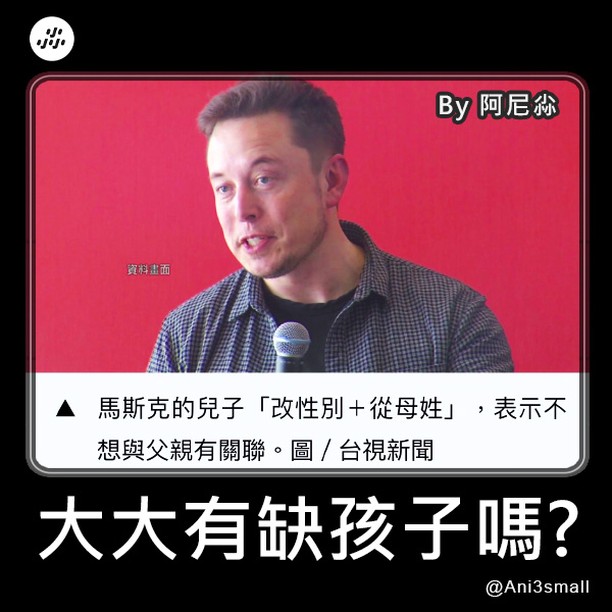 By 阿尼尛
資料畫面
▲ 馬斯克的兒子「改性別＋從母姓」，表示不
想與父親有關聯。圖／台視新聞
大大有缺孩子嗎?
@Ani3small